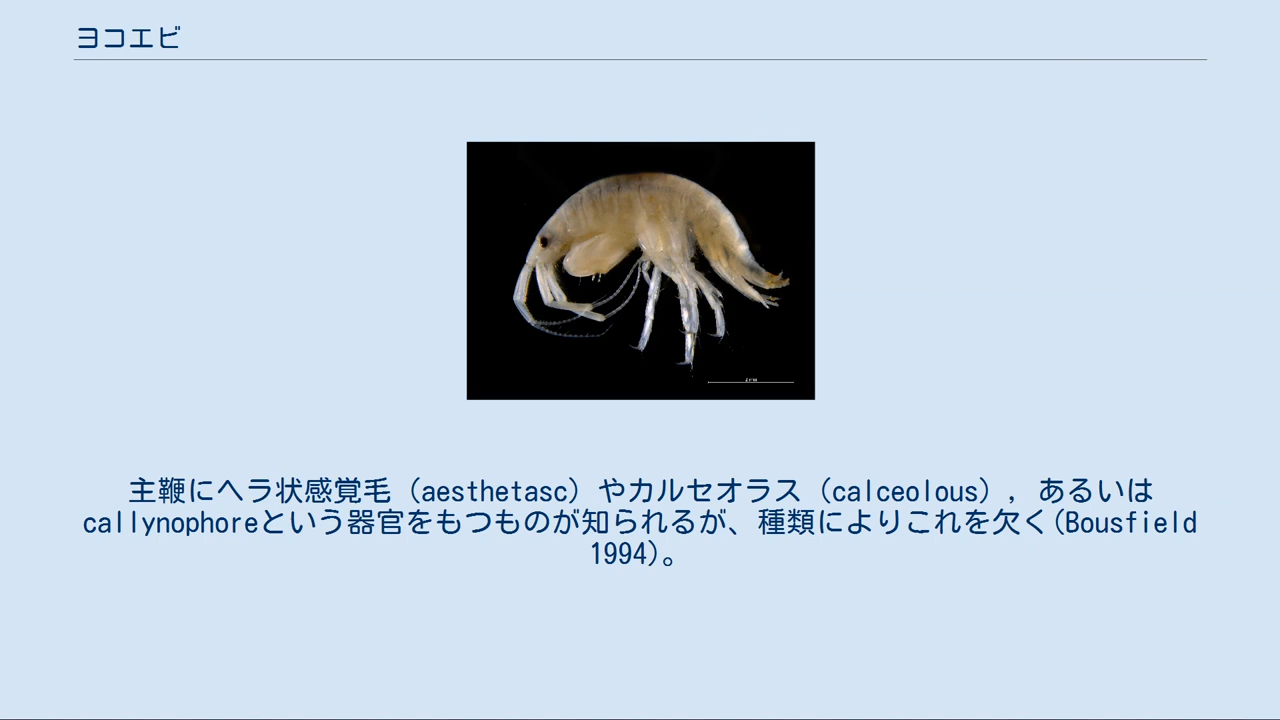 ヨコエビ
主鞭にヘラ状感覚毛（aesthetasc）やカルセオラス（calceolous），あるいは
callynophoreという器官をもつものが知られるが、種類によりこれを欠く(Bousfield
1994)。